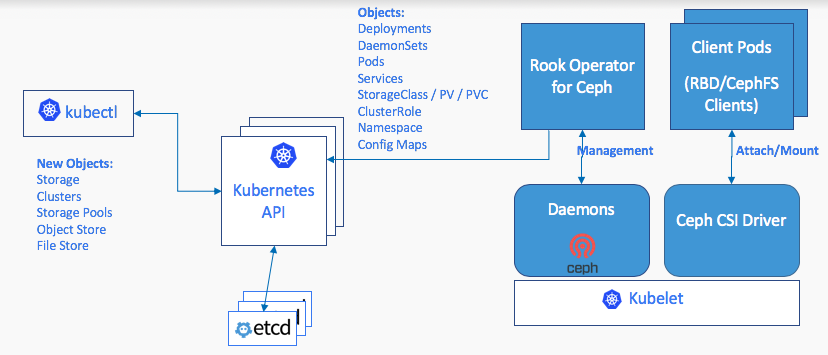 Objects:
Deployments
DaemonSets
Pods
Services
StorageClass / PV / PVC
ClusterRole
Namespace
Config Maps
kubectl
New Objects:
Storage
Clusters
Storage Pools
Object Store
File Store
Kubernetes
API
etcd
Rook Operator
for Ceph
Client Pods
(RBD/CephFS
Clients)
Management
Attach/Mount
Daemons
ceph
Ceph CSI Driver
Kubelet